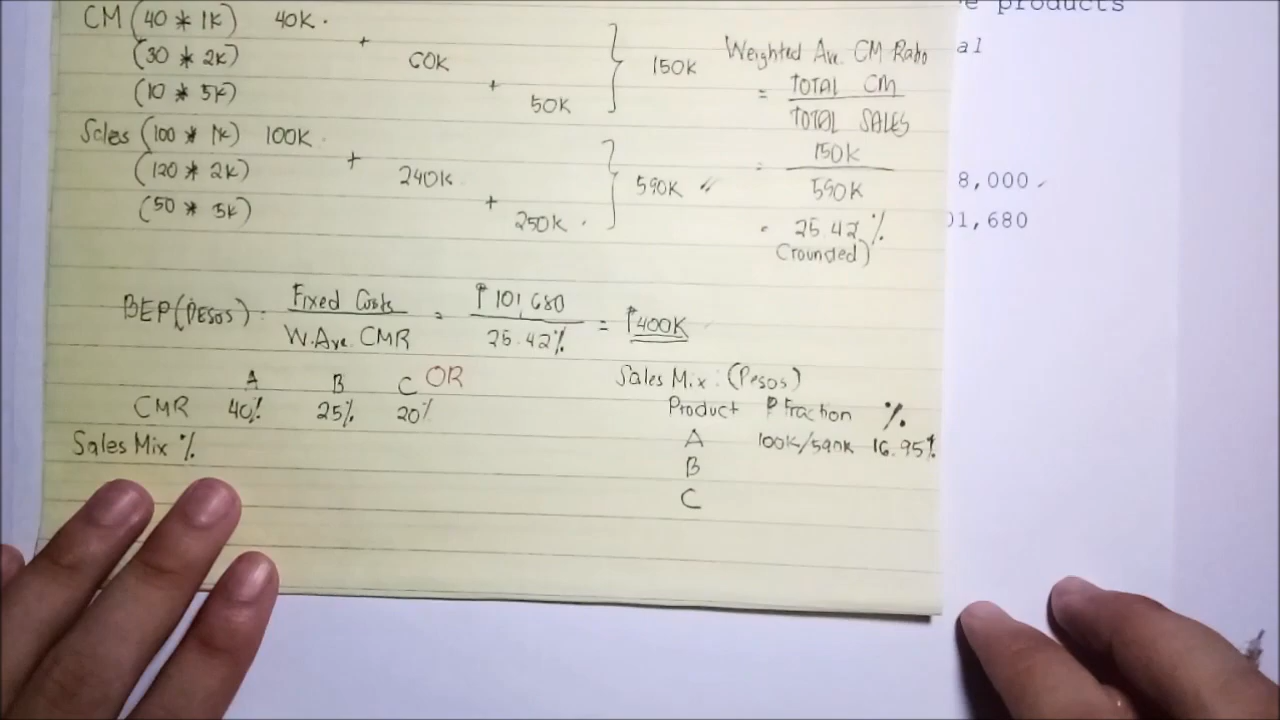 CM (40 * 1K) 40K.
(30 * 2K) + 60K
(10 * 5K) + 50K } 150K
Sales (100 * 1K) 100K.
(120 * 2K) + 240K
(50 * 5K) + 250K. } 590K
Weighted Ave. CM Ratio
= TOTAL CM
TOTAL SALES
= 150K
590K
= 25.42%
(rounded)
products
al
8,000
01,680
BEP (PESOS): Fixed Costs = ₱101,680 = ₱400K
W.Ave. CMR 25.42%
OR
A B C
CMR 40% 25% 20%
Sales Mix %
Sales Mix: (Pesos)
Product ₱ Fraction %
A 100K/590K 16.95%
B
C